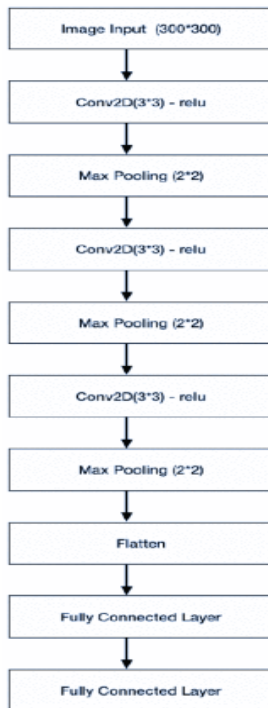 Image Input (300*300)
Conv2D(3*3) - relu
Max Pooling (2*2)
Conv2D(3*3) - relu
Max Pooling (2*2)
Conv2D(3*3) - relu
Max Pooling (2*2)
Flatten
Fully Connected Layer
Fully Connected Layer